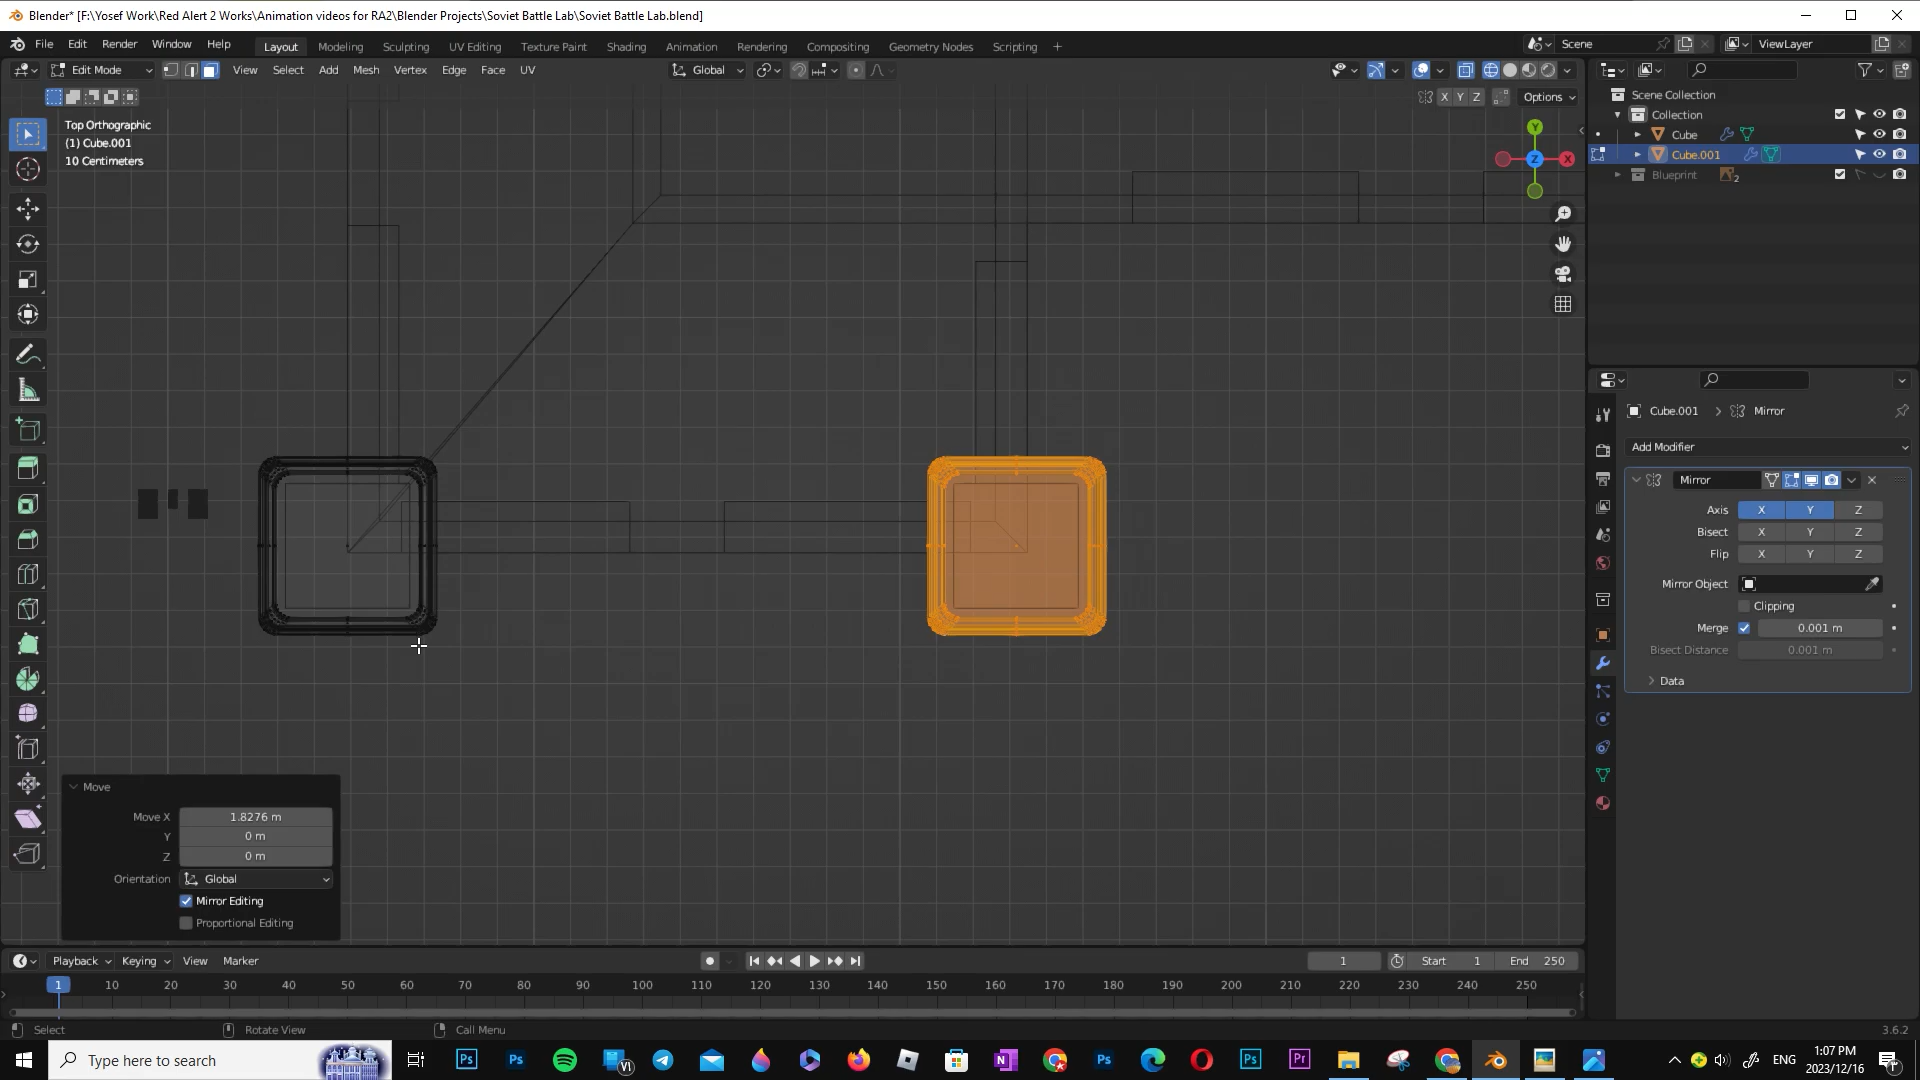 Blender* [F:\Yosef Work\Red Alert 2 Works\Animation videos for RA2\Blender Projects\Soviet Battle Lab\Soviet Battle Lab.blend]
File Edit Render Window Help Layout Modeling Sculpting UV Editing Texture Paint Shading Animation Rendering Compositing Geometry Nodes Scripting + Scene ViewLayer
Edit Mode View Select Add Mesh Vertex Edge Face UV Global
X Y Z Options
Top Orthographic
(1) Cube.001
10 Centimeters
Y
X
Z
Scene Collection
Collection
Cube
Cube.001
Blueprint 2
Cube.001 > Mirror
Add Modifier
Mirror
Axis X Y Z
Bisect X Y Z
Flip X Y Z
Mirror Object
Clipping
Merge 0.001 m
Bisect Distance 0.001 m
Data
Move
Move X 1.8276 m
Y 0 m
Z 0 m
Orientation Global
Mirror Editing
Proportional Editing
Playback Keying View Marker 1 Start 1 End 250
1 10 20 30 40 50 60 70 80 90 100 110 120 130 140 150 160 170 180 190 200 210 220 230 240 250
Select Rotate View Call Menu 3.6.2
Type here to search
ENG
1:07 PM
2023/12/16